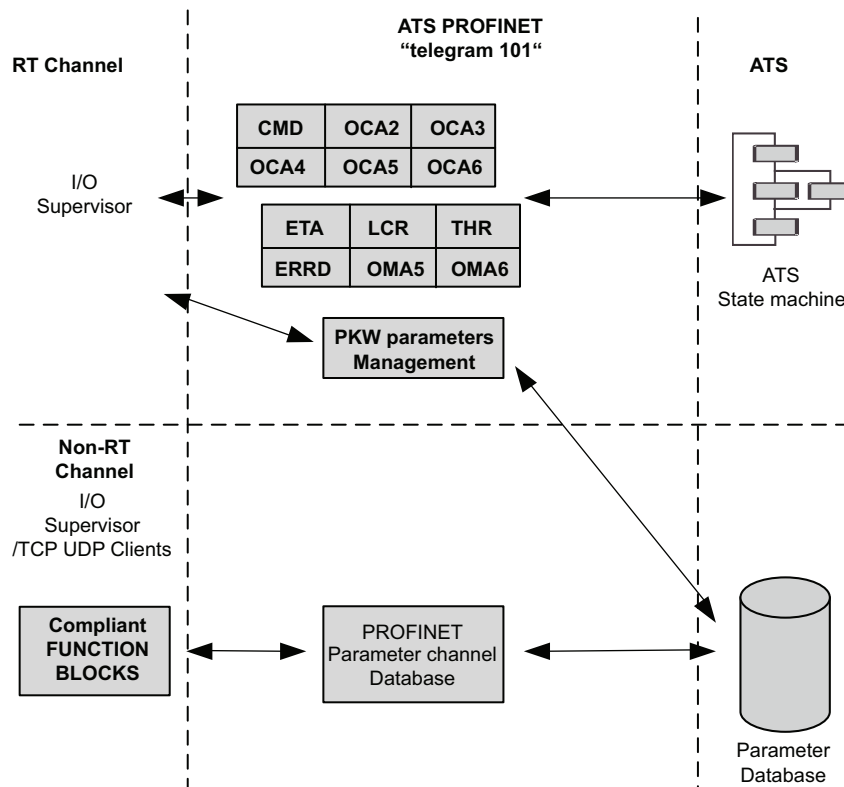 RT Channel
ATS PROFINET
“telegram 101“
ATS
CMD OCA2 OCA3
OCA4 OCA5 OCA6
I/O
Supervisor
ETA LCR THR
ERRD OMA5 OMA6
ATS
State machine
PKW parameters
Management
Non-RT
Channel
I/O
Supervisor
/TCP UDP Clients
Compliant
FUNCTION
BLOCKS
PROFINET
Parameter channel
Database
Parameter
Database